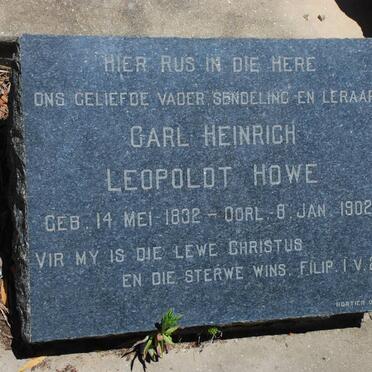 HIER RUS IN DIE HERE
ONS GELIEFDE VADER, SENDELING EN LERAAR
CARL HEINRICH
LEOPOLDT HOWE
GEB. 14 MEI 1832 – OORL. 8 JAN. 1902
VIR MY IS DIE LEWE CHRISTUS
EN DIE STERWE WINS. FILIP. I V. 2